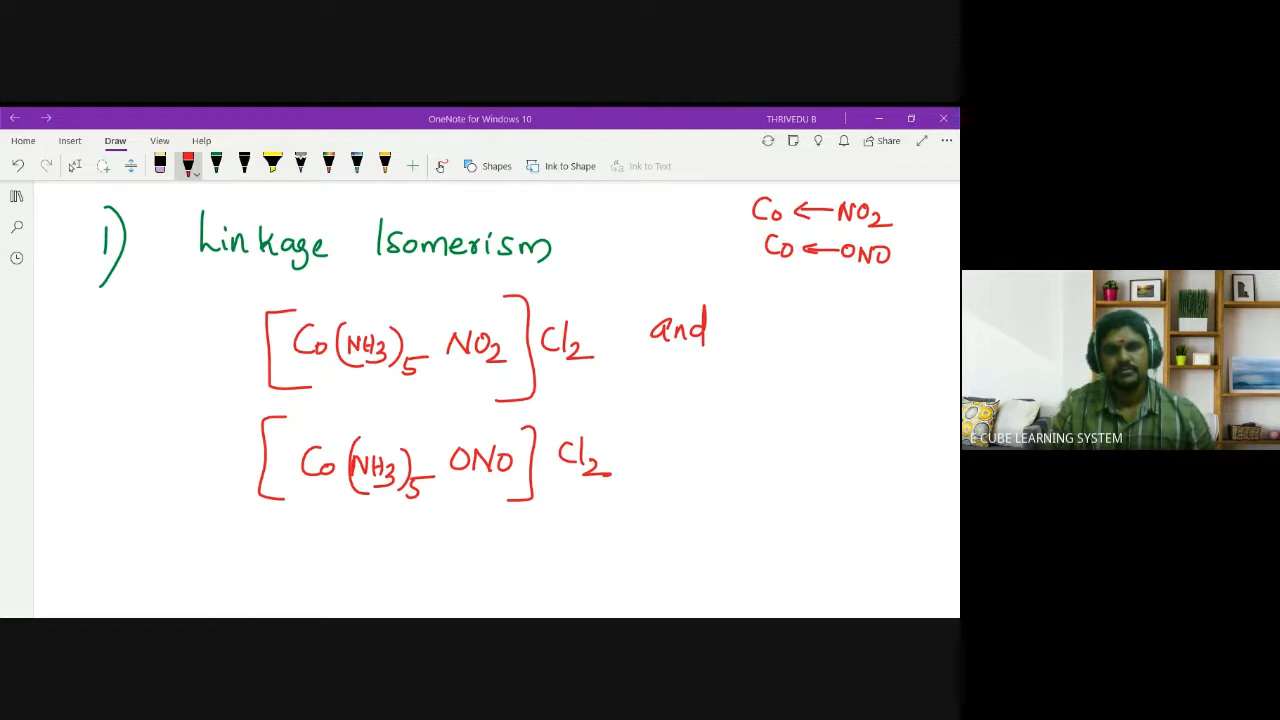 OneNote for Windows 10
THRIVEDU B
Home Insert Draw View Help
Share
Shapes Ink to Shape Ink to Text
1) Linkage Isomerism
Co ← NO2
Co ← ONO
[Co(NH3)5 NO2]Cl2 and
[Co(NH3)5 ONO]Cl2
E CUBE LEARNING SYSTEM